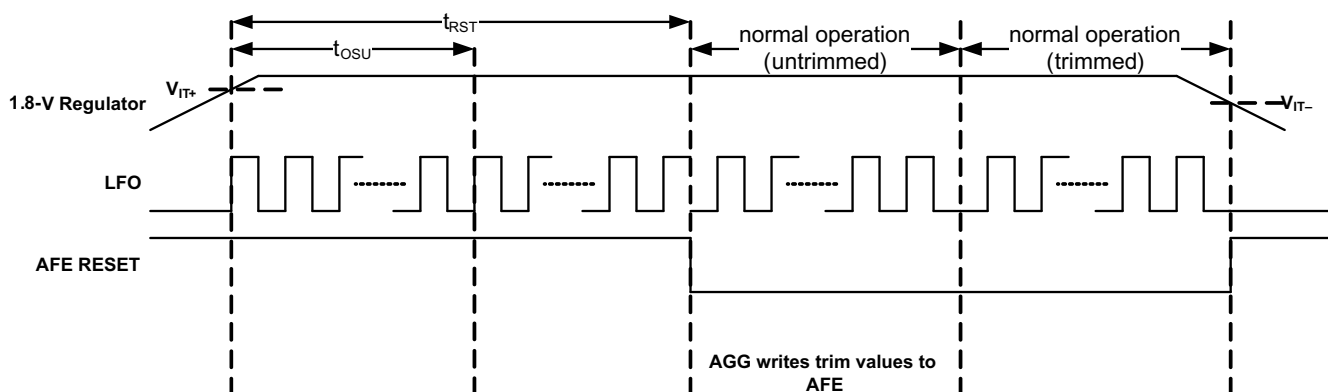 tRST
tOSU
normal operation
(untrimmed)
normal operation
(trimmed)
VIT+
1.8-V Regulator
VIT–
LFO
AFE RESET
AGG writes trim values to
AFE